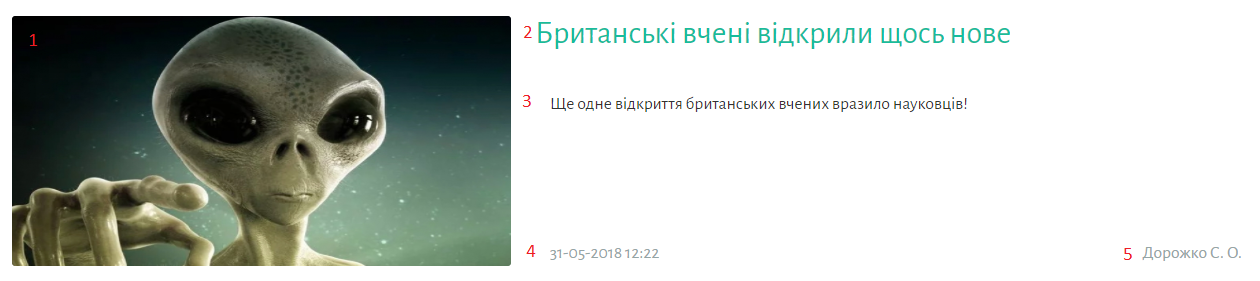 1
2 Британські вчені відкрили щось нове
3 Ще одне відкриття британських вчених вразило науковців!
4 31-05-2018 12:22
5 Дорожко С. О.